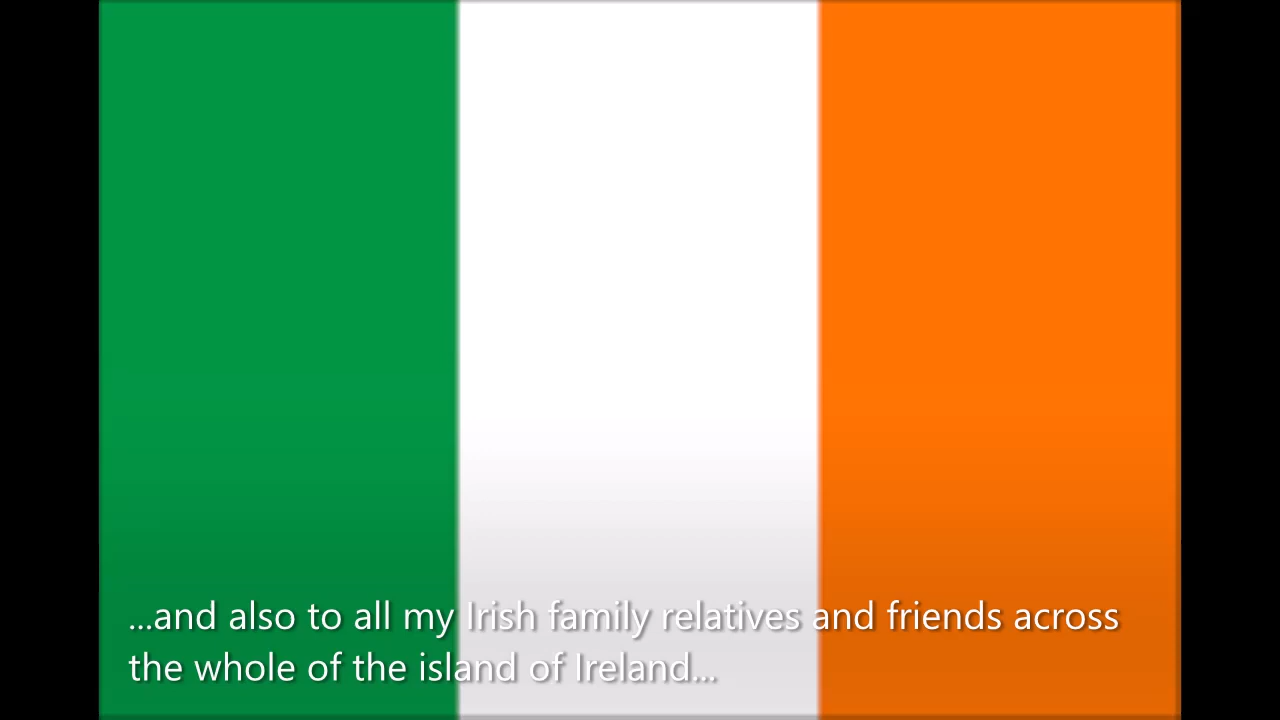 ...and also to all my Irish family relatives and friends across
the whole of the island of Ireland...